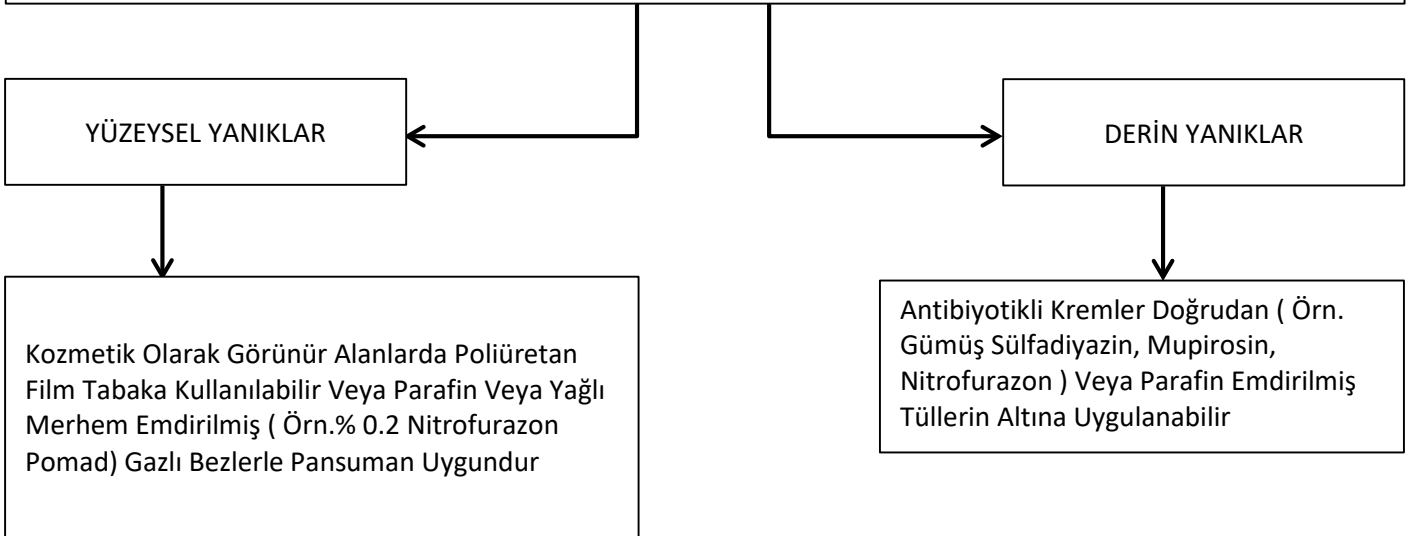 YÜZEYSEL YANIKLAR
DERİN YANIKLAR
Kozmetik Olarak Görünür Alanlarda Poliüretan
Film Tabaka Kullanılabilir Veya Parafin Veya Yağlı
Merhem Emdirilmiş ( Örn.% 0.2 Nitrofurazon
Pomad) Gazlı Bezlerle Pansuman Uygundur
Antibiyotikli Kremler Doğrudan ( Örn.
Gümüş Sülfadiyazin, Mupirosin,
Nitrofurazon ) Veya Parafin Emdirilmiş
Tüllerin Altına Uygulanabilir